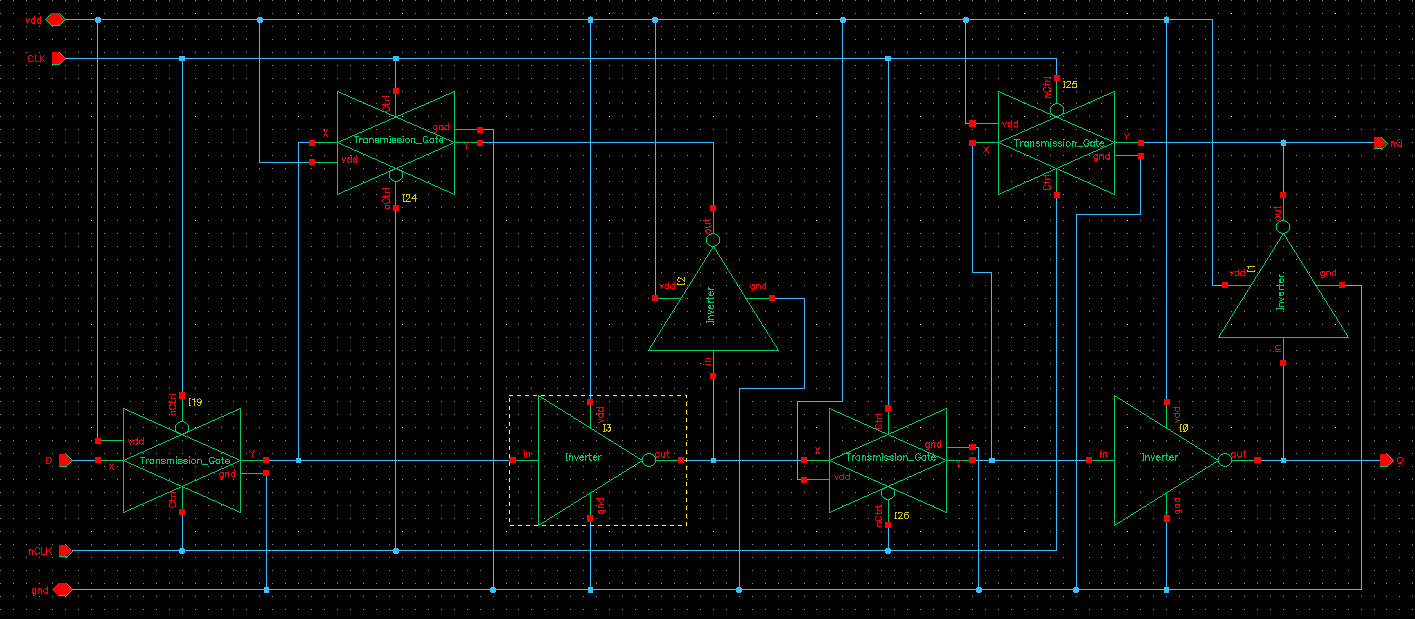 vdd
CLK
nCtrl
I25
Ctrl
gnd
vdd
X
Transmission_Gate
Y
vdd
X
Transmission_Gate
Y
gnd
nQ
nCtrl
I24
Ctrl
out
out
vdd
I2
gnd
Inverter
in
vdd
I1
gnd
Inverter
in
nCtrl
I19
vdd
I3
Ctrl
vdd
I0
D
vdd
X
Transmission_Gate
Y
gnd
Ctrl
in
Inverter
out
gnd
X
Transmission_Gate
gnd
Y
vdd
nCtrl
I26
in
Inverter
out
gnd
Q
nCLK
gnd